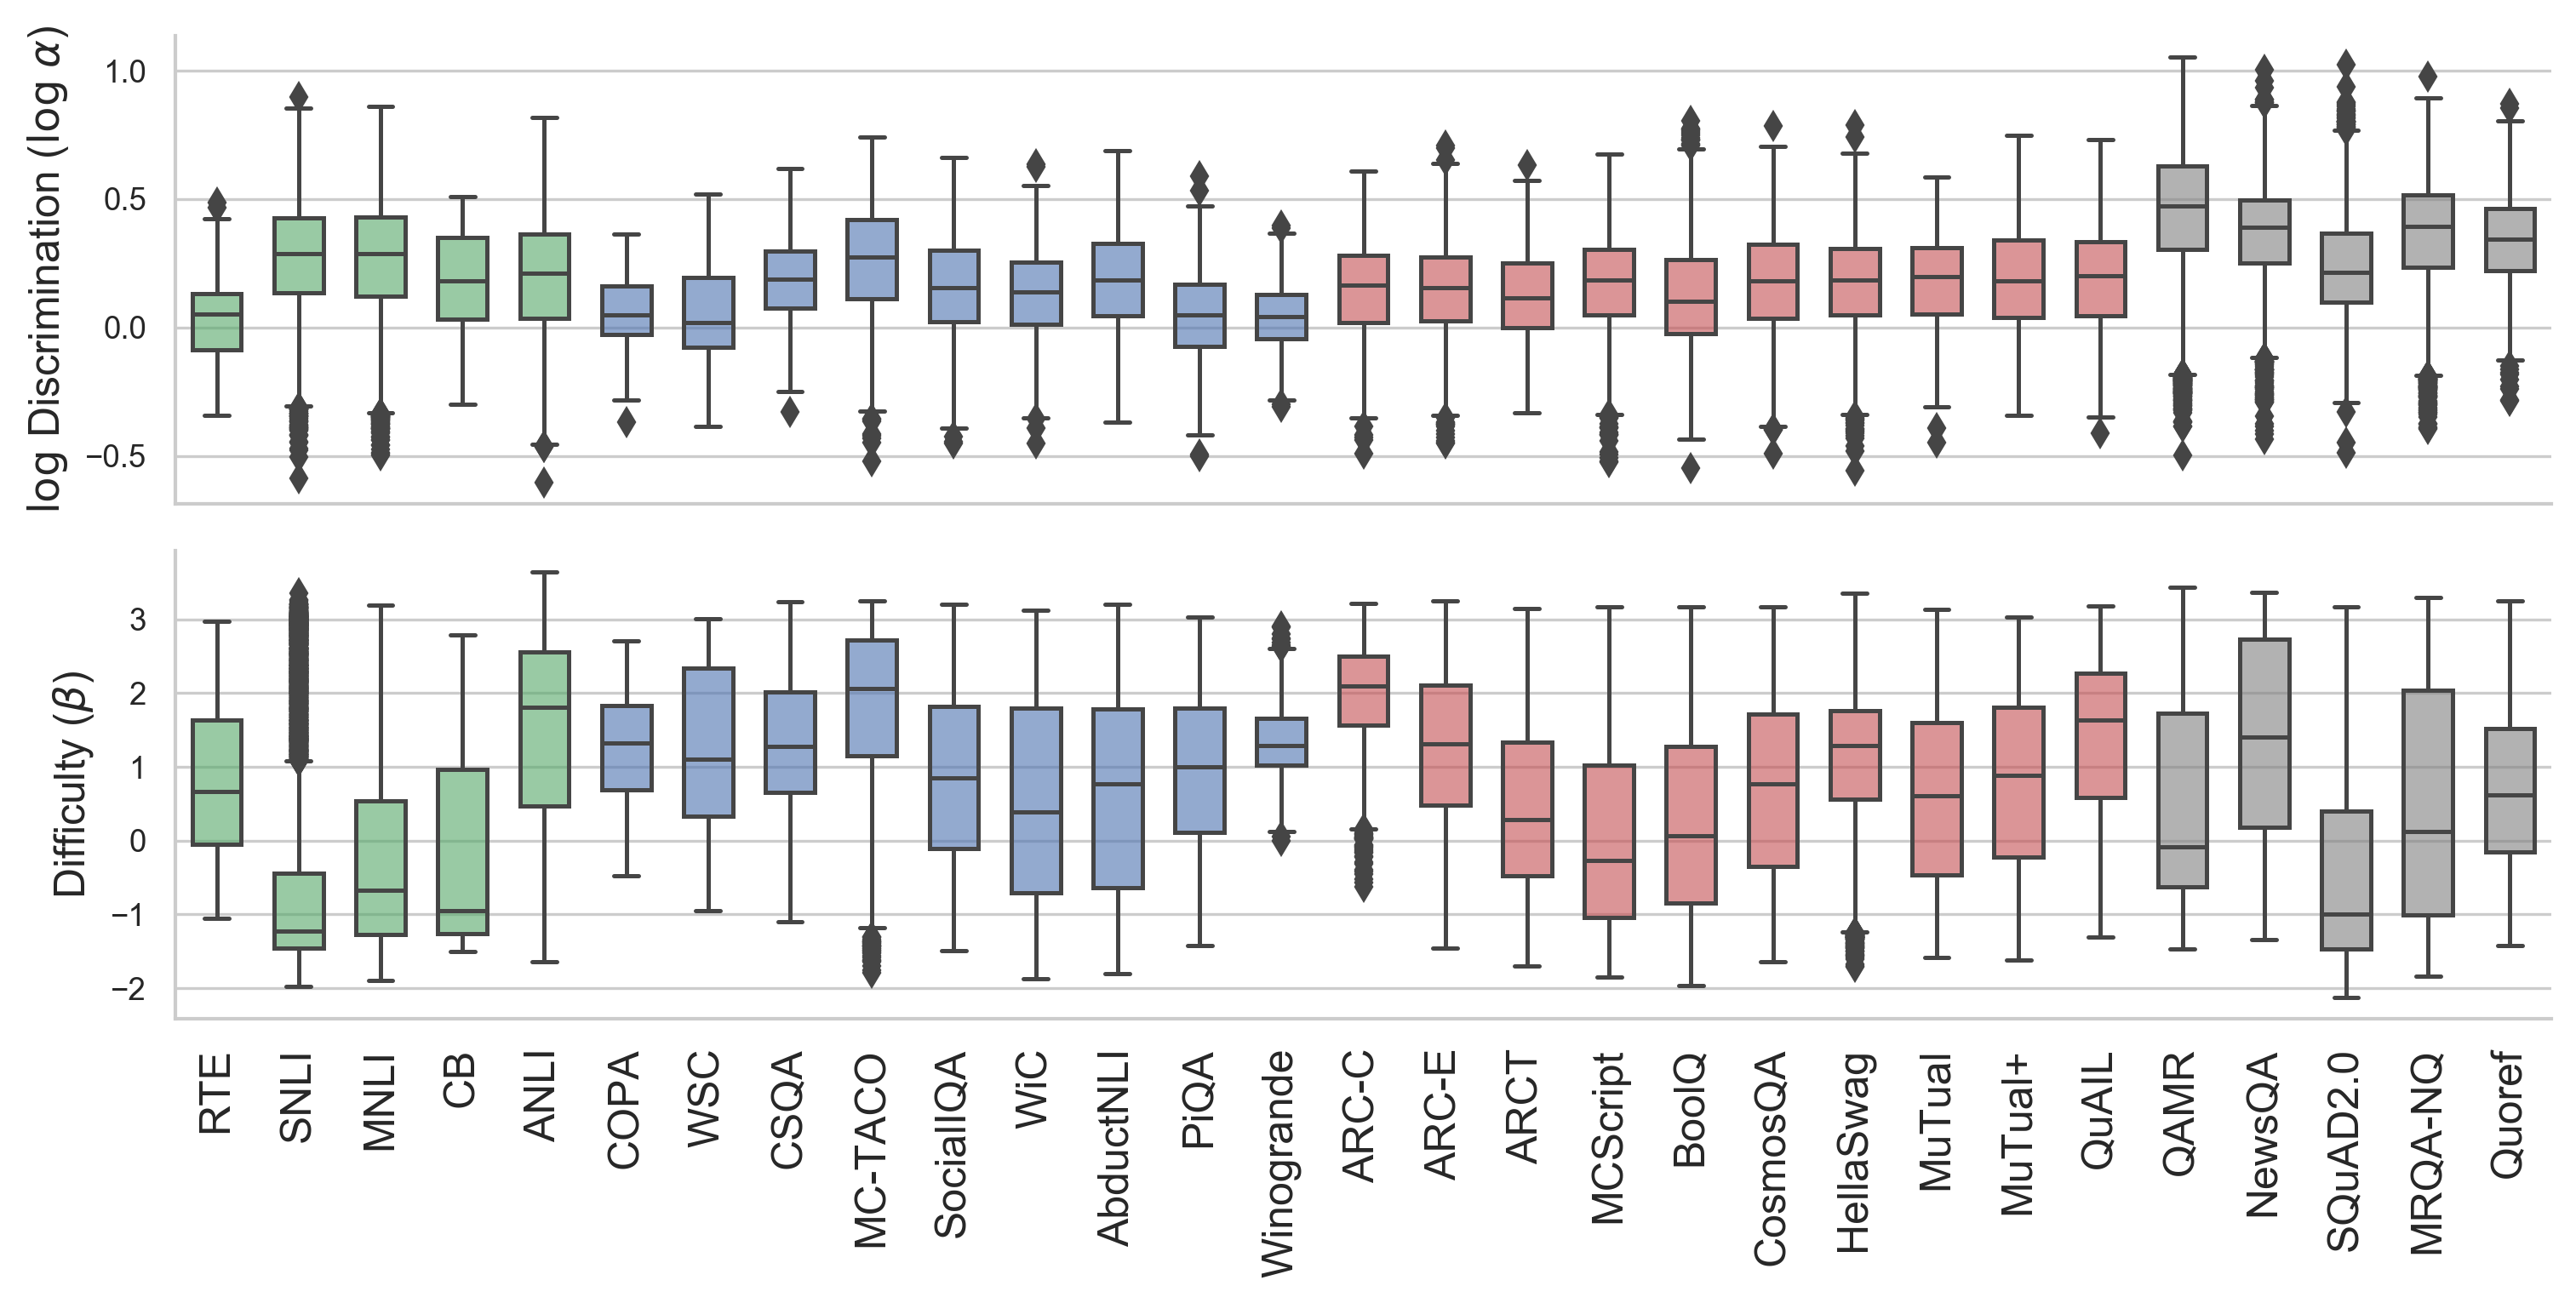 log Discrimination (log α)
1.0
0.5
0.0
−0.5
Difficulty (β)
3
2
1
0
−1
−2
RTE
SNLI
MNLI
CB
ANLI
COPA
WSC
CSQA
MC-TACO
SocialIQA
WiC
AbductNLI
PiQA
Winogrande
ARC-C
ARC-E
ARCT
MCScript
BoolQ
CosmosQA
HellaSwag
MuTual
MuTual+
QuAIL
QAMR
NewsQA
SQuAD2.0
MRQA-NQ
Quoref